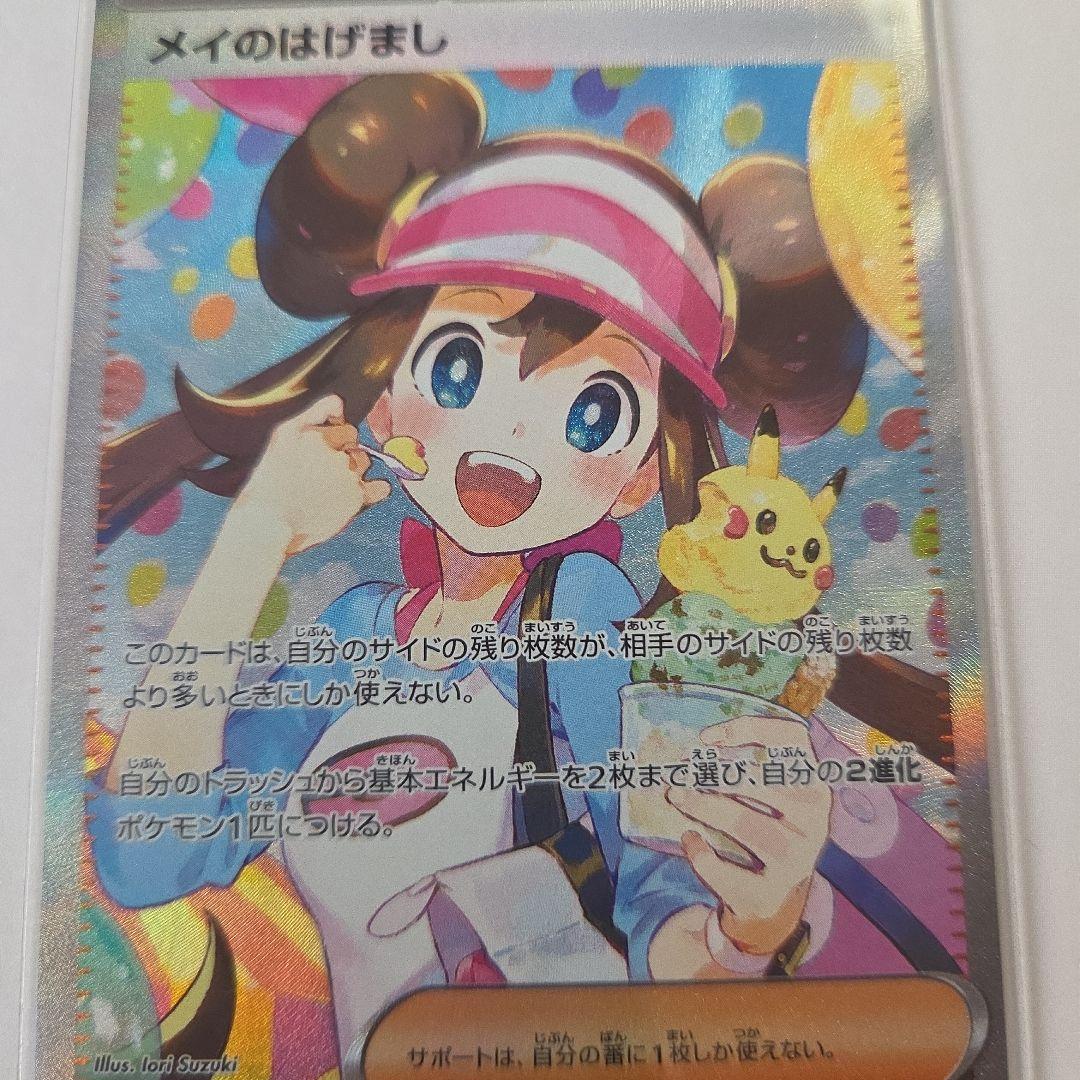 メイのはげまし
このカードは、自分のサイドの残り枚数が、相手のサイドの残り枚数
より多いときにしか使えない。
自分のトラッシュから基本エネルギーを2枚まで選び、自分の2進化
ポケモン1匹につける。
Illus. Iori Suzuki
サポートは、自分の番に1枚しか使えない。